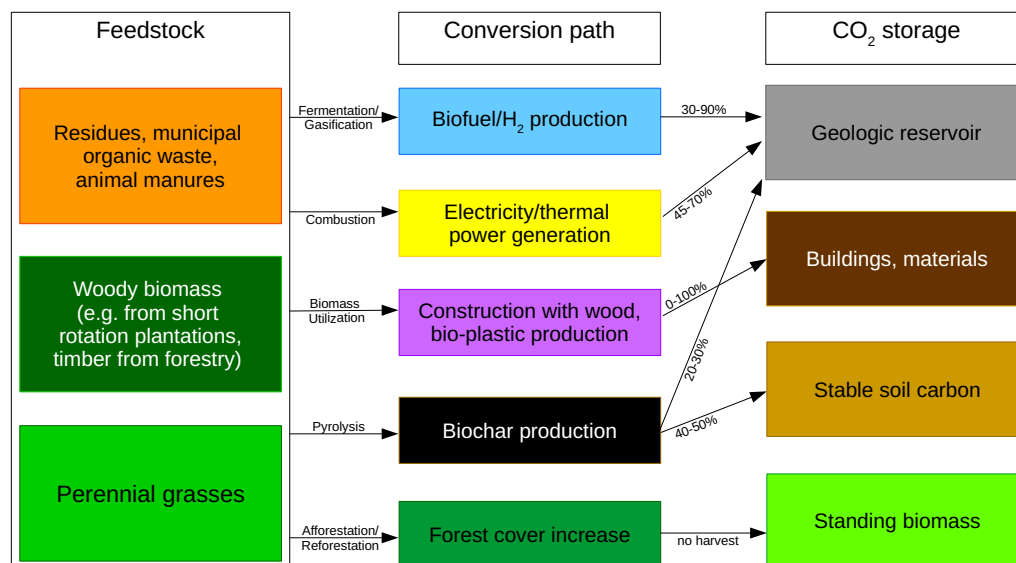 Feedstock
Conversion path
CO2 storage
Residues, municipal
organic waste,
animal manures
Woody biomass
(e.g. from short
rotation plantations,
timber from forestry)
Perennial grasses
Fermentation/
Gasification
Combustion
Biomass
Utilization
Pyrolysis
Afforestation/
Reforestation
Biofuel/H2 production
Electricity/thermal
power generation
Construction with wood,
bio-plastic production
Biochar production
Forest cover increase
30-90%
45-70%
0-100%
20-30%
40-50%
no harvest
Geologic reservoir
Buildings, materials
Stable soil carbon
Standing biomass